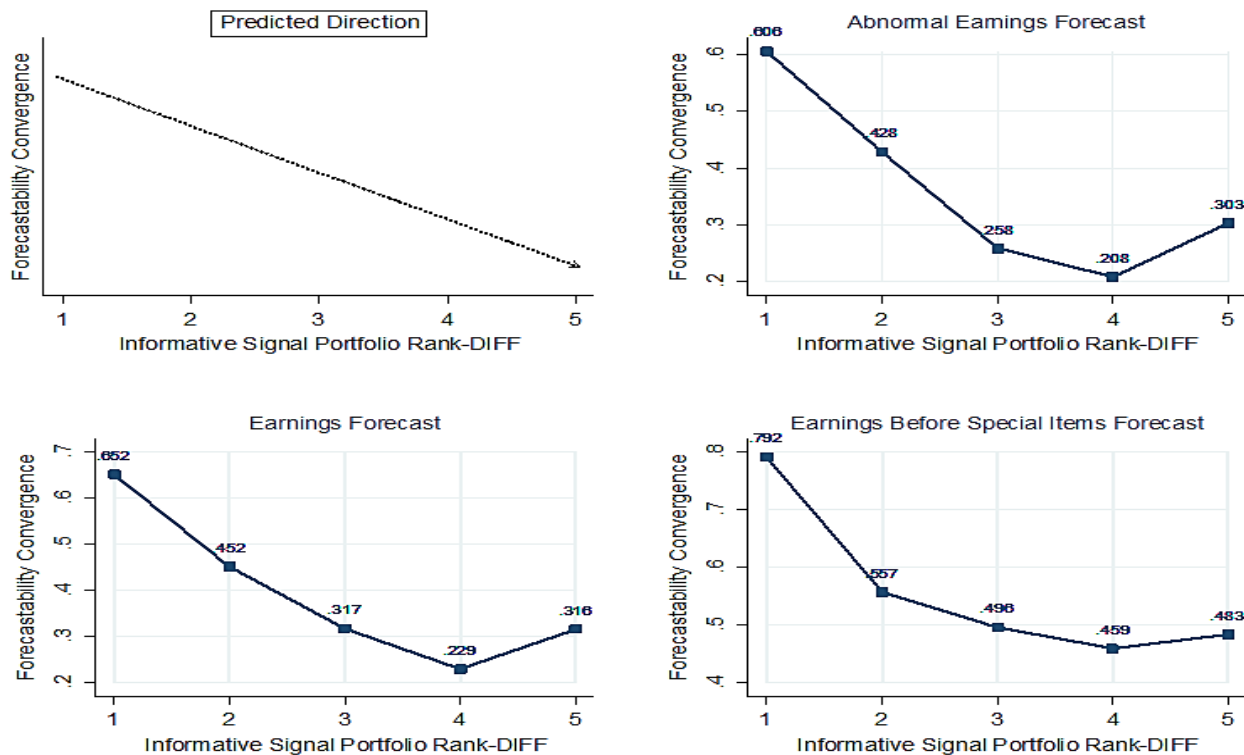 Predicted Direction
Forecastability Convergence
1 2 3 4 5
Informative Signal Portfolio Rank-DIFF
Abnormal Earnings Forecast
Forecastability Convergence
.6
.5
.4
.3
.2
.606
.428
.258
.208
.303
1 2 3 4 5
Informative Signal Portfolio Rank-DIFF
Earnings Forecast
Forecastability Convergence
.7
.6
.5
.4
.3
.2
.652
.452
.317
.229
.316
1 2 3 4 5
Informative Signal Portfolio Rank-DIFF
Earnings Before Special Items Forecast
Forecastability Convergence
.8
.7
.6
.5
.4
.792
.557
.496
.459
.483
1 2 3 4 5
Informative Signal Portfolio Rank-DIFF